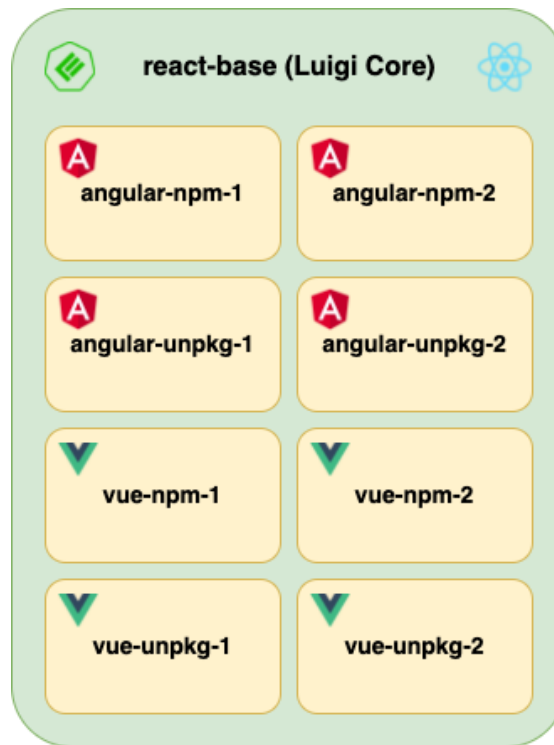 react-base (Luigi Core)
angular-npm-1
angular-npm-2
angular-unpkg-1
angular-unpkg-2
vue-npm-1
vue-npm-2
vue-unpkg-1
vue-unpkg-2